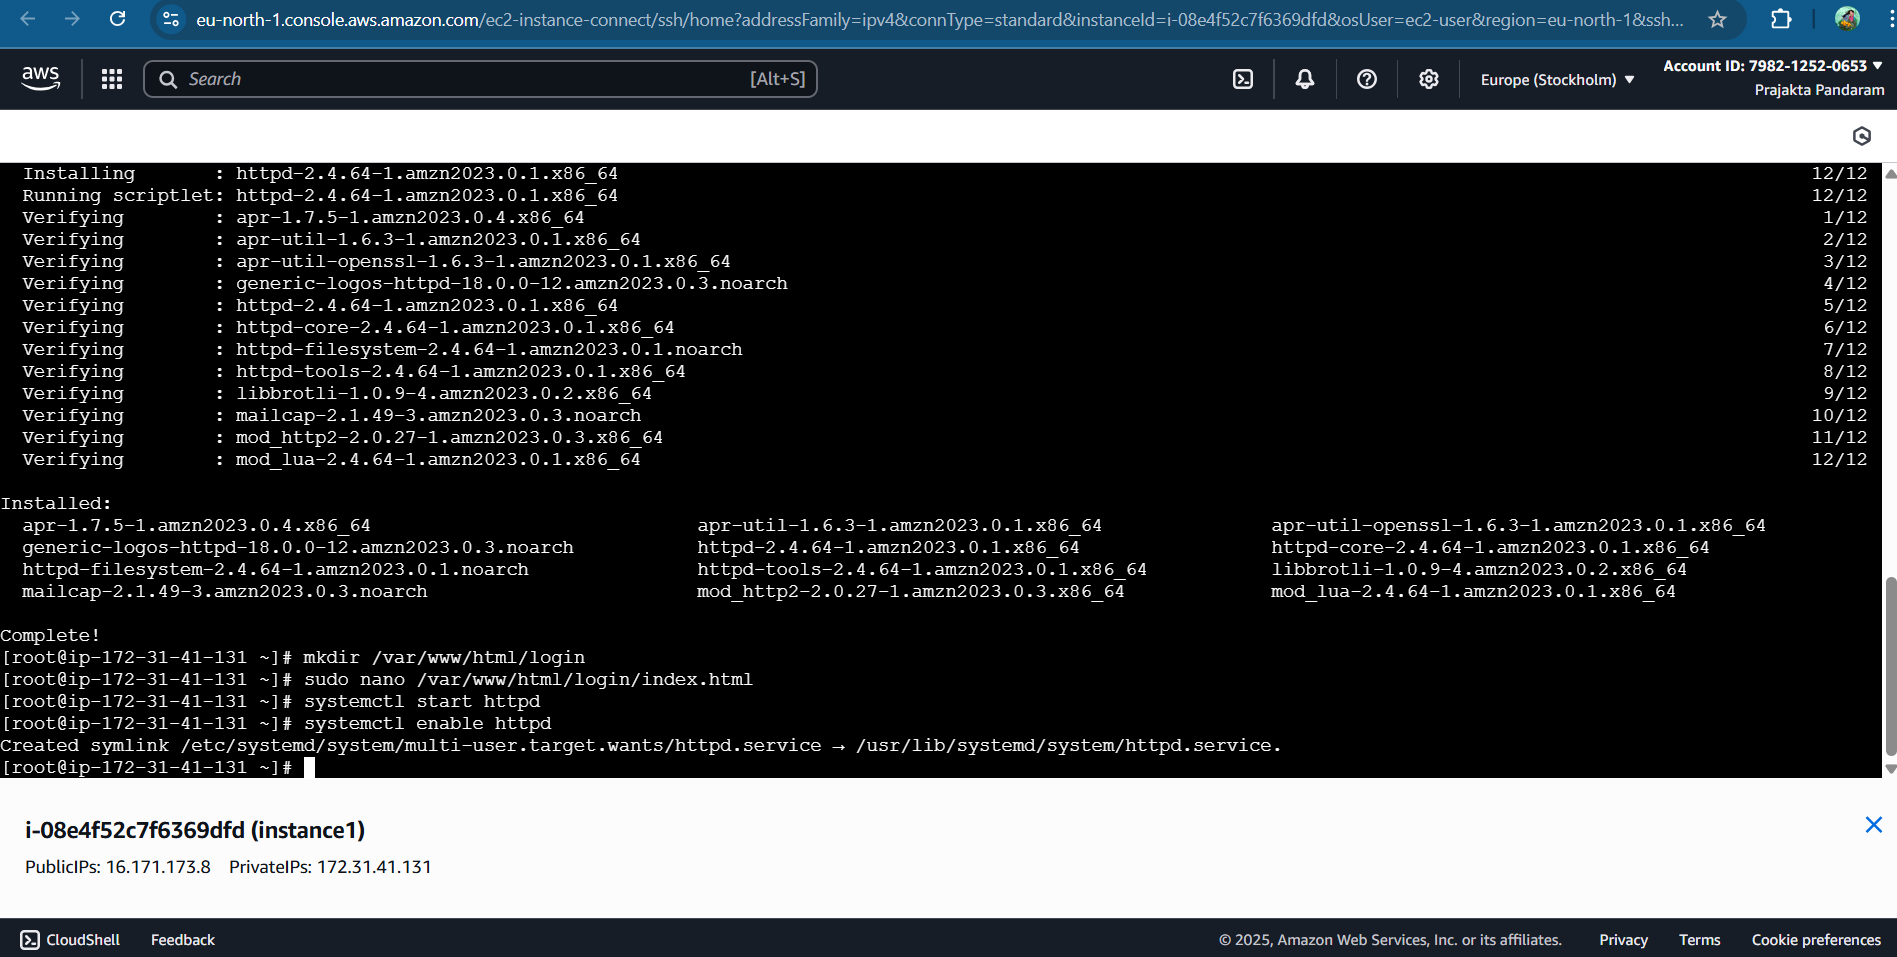 eu-north-1.console.aws.amazon.com/ec2-instance-connect/ssh/home?addressFamily=ipv4&connType=standard&instanceId=i-08e4f52c7f6369dfd&osUser=ec2-user&region=eu-north-1&ssh...
aws
Search [Alt+S]
Europe (Stockholm)
Account ID: 7982-1252-0653
Prajakta Pandaram
Installing : httpd-2.4.64-1.amzn2023.0.1.x86_64 12/12
Running scriptlet: httpd-2.4.64-1.amzn2023.0.1.x86_64 12/12
Verifying : apr-1.7.5-1.amzn2023.0.4.x86_64 1/12
Verifying : apr-util-1.6.3-1.amzn2023.0.1.x86_64 2/12
Verifying : apr-util-openssl-1.6.3-1.amzn2023.0.1.x86_64 3/12
Verifying : generic-logos-httpd-18.0.0-12.amzn2023.0.3.noarch 4/12
Verifying : httpd-2.4.64-1.amzn2023.0.1.x86_64 5/12
Verifying : httpd-core-2.4.64-1.amzn2023.0.1.x86_64 6/12
Verifying : httpd-filesystem-2.4.64-1.amzn2023.0.1.noarch 7/12
Verifying : httpd-tools-2.4.64-1.amzn2023.0.1.x86_64 8/12
Verifying : libbrotli-1.0.9-4.amzn2023.0.2.x86_64 9/12
Verifying : mailcap-2.1.49-3.amzn2023.0.3.noarch 10/12
Verifying : mod_http2-2.0.27-1.amzn2023.0.3.x86_64 11/12
Verifying : mod_lua-2.4.64-1.amzn2023.0.1.x86_64 12/12
Installed:
apr-1.7.5-1.amzn2023.0.4.x86_64 apr-util-1.6.3-1.amzn2023.0.1.x86_64 apr-util-openssl-1.6.3-1.amzn2023.0.1.x86_64
generic-logos-httpd-18.0.0-12.amzn2023.0.3.noarch httpd-2.4.64-1.amzn2023.0.1.x86_64 httpd-core-2.4.64-1.amzn2023.0.1.x86_64
httpd-filesystem-2.4.64-1.amzn2023.0.1.noarch httpd-tools-2.4.64-1.amzn2023.0.1.x86_64 libbrotli-1.0.9-4.amzn2023.0.2.x86_64
mailcap-2.1.49-3.amzn2023.0.3.noarch mod_http2-2.0.27-1.amzn2023.0.3.x86_64 mod_lua-2.4.64-1.amzn2023.0.1.x86_64
Complete!
[root@ip-172-31-41-131 ~]# mkdir /var/www/html/login
[root@ip-172-31-41-131 ~]# sudo nano /var/www/html/login/index.html
[root@ip-172-31-41-131 ~]# systemctl start httpd
[root@ip-172-31-41-131 ~]# systemctl enable httpd
Created symlink /etc/systemd/system/multi-user.target.wants/httpd.service → /usr/lib/systemd/system/httpd.service.
[root@ip-172-31-41-131 ~]#
i-08e4f52c7f6369dfd (instance1)
PublicIPs: 16.171.173.8 PrivateIPs: 172.31.41.131
CloudShell Feedback © 2025, Amazon Web Services, Inc. or its affiliates. Privacy Terms Cookie preferences